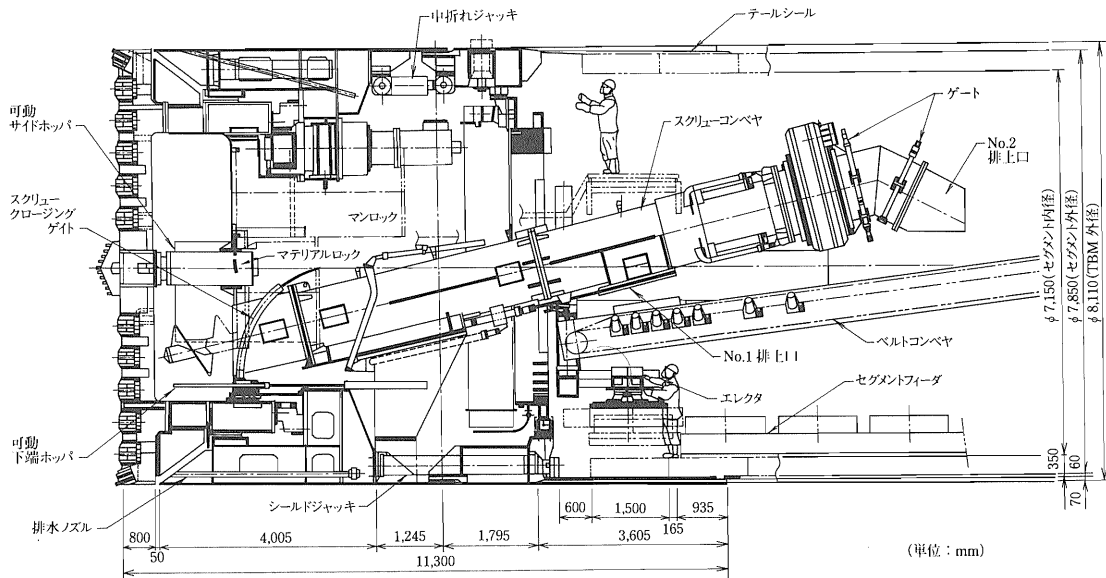 中折れジャッキ
テールシール
可動
サイドホッパ
スクリューコンベヤ
ゲート
No.2
排土口
スクリュー
クロージング
ゲイト
マンロック
マテリアルロック
φ7,150(セグメント内径)
φ7,850(セグメント外径)
φ8,110(TBM 外径)
No.1 排土口
ベルトコンベヤ
エレクタ
セグメントフィーダ
可動
下端ホッパ
排水ノズル
シールドジャッキ
350
60
70
600
1,500
935
165
800
50
4,005
1,245
1,795
3,605
11,300
(単位：mm)